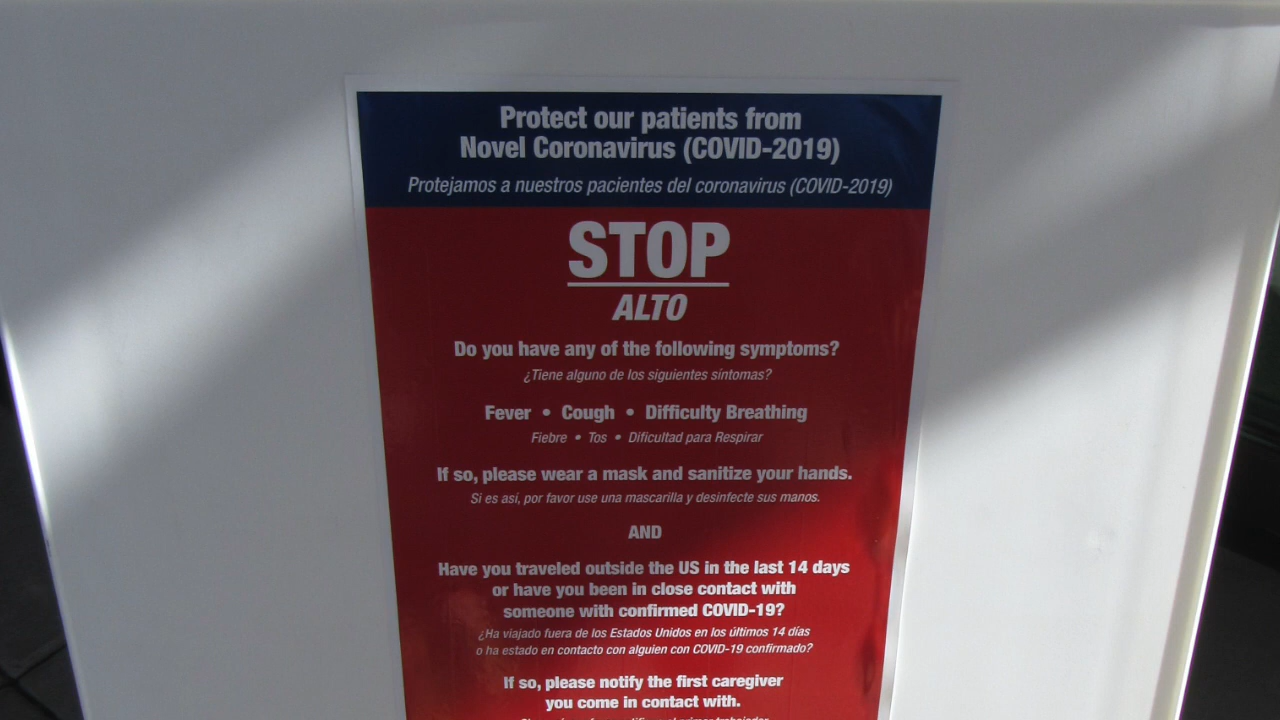 Protect our patients from
Novel Coronavirus (COVID-2019)
Protejamos a nuestros pacientes del coronavirus (COVID-2019)
STOP
ALTO
Do you have any of the following symptoms?
¿Tiene alguno de los siguientes síntomas?
Fever • Cough • Difficulty Breathing
Fiebre • Tos • Dificultad para Respirar
If so, please wear a mask and sanitize your hands.
Si es así, por favor use una mascarilla y desinfecte sus manos.
AND
Have you traveled outside the US in the last 14 days
or have you been in close contact with
someone with confirmed COVID-19?
¿Ha viajado fuera de los Estados Unidos en los últimos 14 días
o ha estado en contacto con alguien con COVID-19 confirmado?
If so, please notify the first caregiver
you come in contact with.